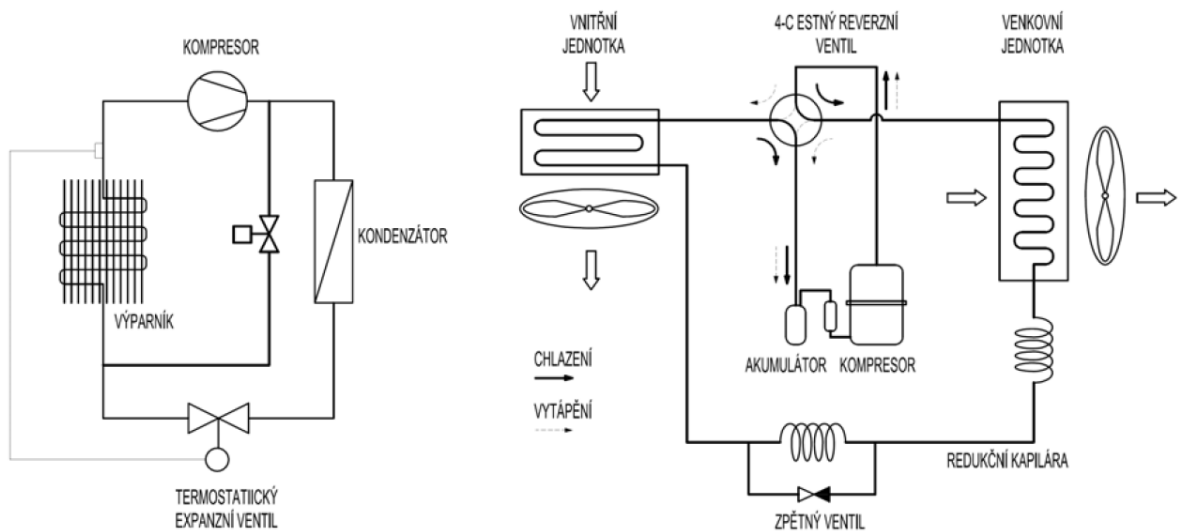 KOMPRESOR
KONDENZÁTOR
VÝPARNÍK
TERMOSTATIICKÝ
EXPANZNÍ VENTIL
VNITŘNÍ
JEDNOTKA
4-C ESTNÝ REVERZNÍ
VENTIL
VENKOVNÍ
JEDNOTKA
AKUMULÁTOR
KOMPRESOR
CHLAZENÍ
VYTÁPĚNÍ
REDUKČNÍ KAPILÁRA
ZPĚTNÝ VENTIL